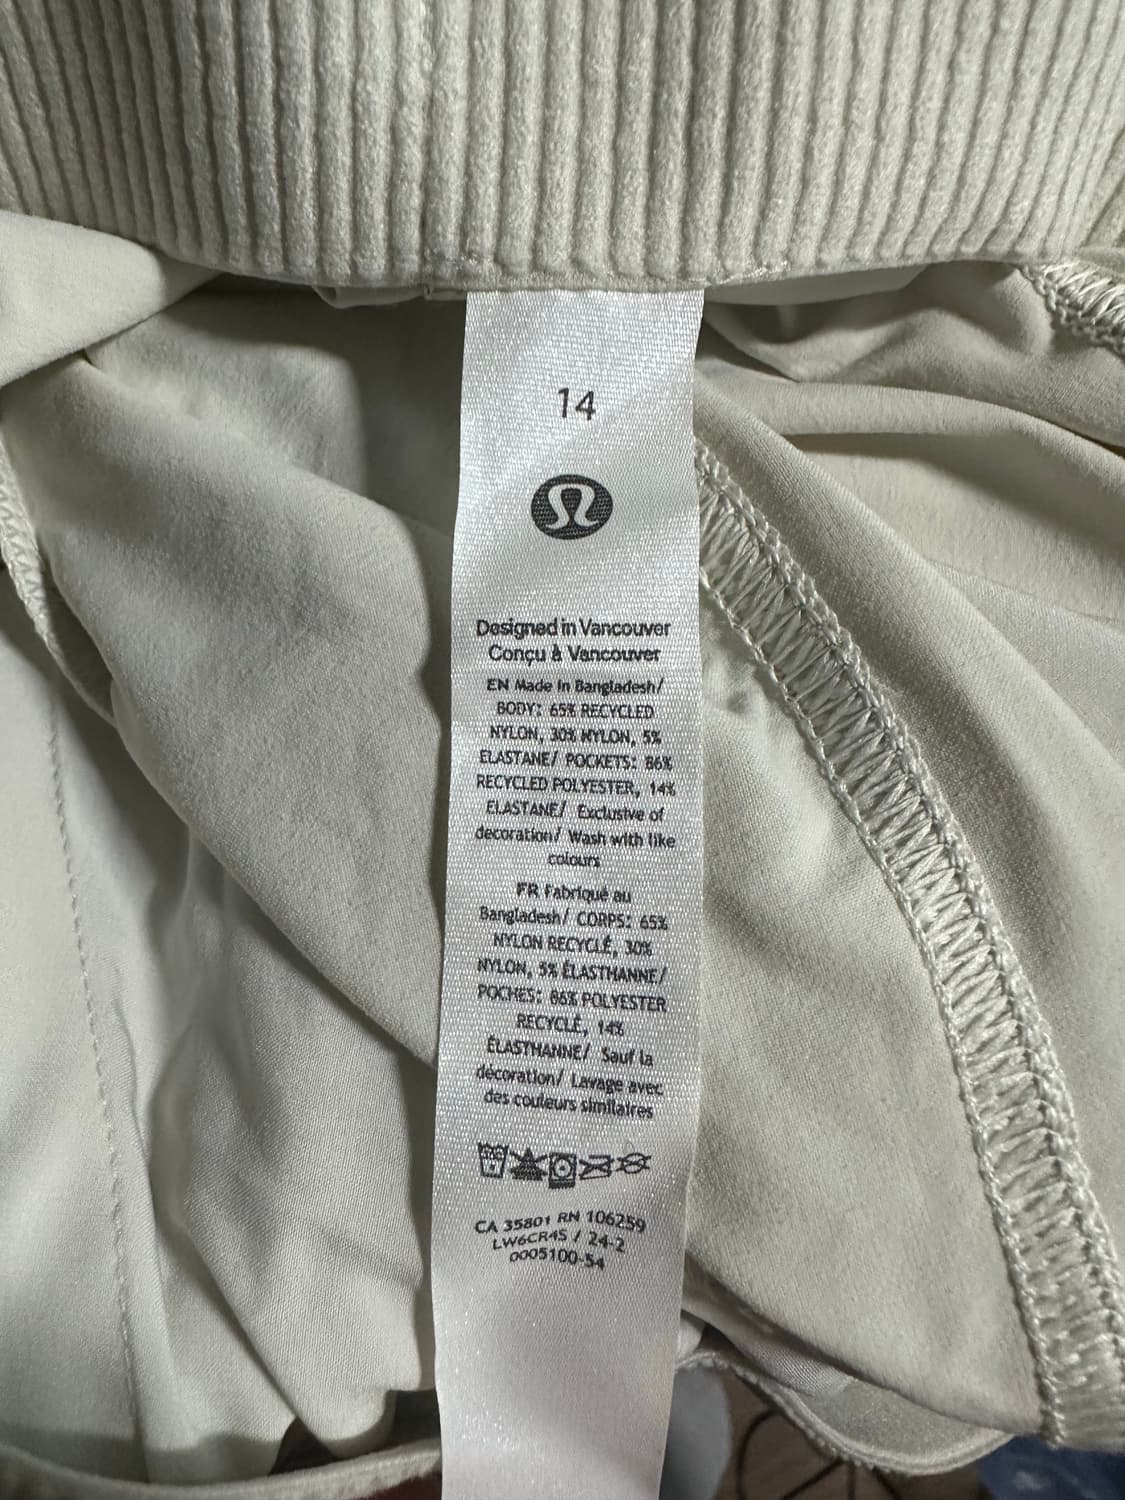 14
Designed in Vancouver
Conçu à Vancouver
EN Made in Bangladesh/
BODY: 65% RECYCLED
NYLON, 30% NYLON, 5%
ELASTANE/ POCKETS: 86%
RECYCLED POLYESTER, 14%
ELASTANE/ Exclusive of
decoration/ Wash with like
colours
FR Fabriqué au
Bangladesh/ CORPS: 65%
NYLON RECYCLÉ, 30%
NYLON, 5% ÉLASTHANNE/
POCHES: 86% POLYESTER
RECYCLÉ, 14%
ÉLASTHANNE/ Sauf la
décoration/ Lavage avec
des couleurs similaires
CA 35801 RN 106259
LW6CR4S / 24-2
0005100-54